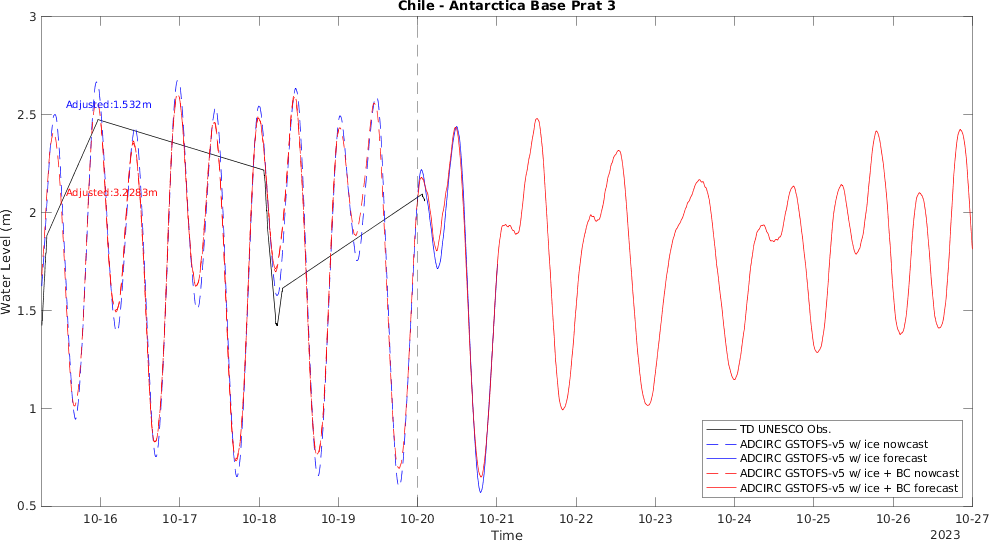 Chile - Antarctica Base Prat 3
3
2.5
2
1.5
1
0.5
Water Level (m)
Adjusted:1.532m
Adjusted:3.2283m
TD UNESCO Obs.
ADCIRC GSTOFS-v5 w/ ice nowcast
ADCIRC GSTOFS-v5 w/ ice forecast
ADCIRC GSTOFS-v5 w/ ice + BC nowcast
ADCIRC GSTOFS-v5 w/ ice + BC forecast
10-16 10-17 10-18 10-19 10-20 10-21 10-22 10-23 10-24 10-25 10-26 10-27
Time
2023